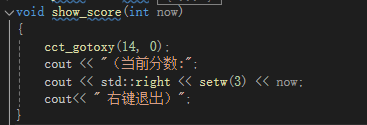 void show_score(int now)
{
cct_gotoxy(14, 0);
cout << "（当前分数:";
cout << std::right << setw(3) << now;
cout<< " 右键退出）";
}